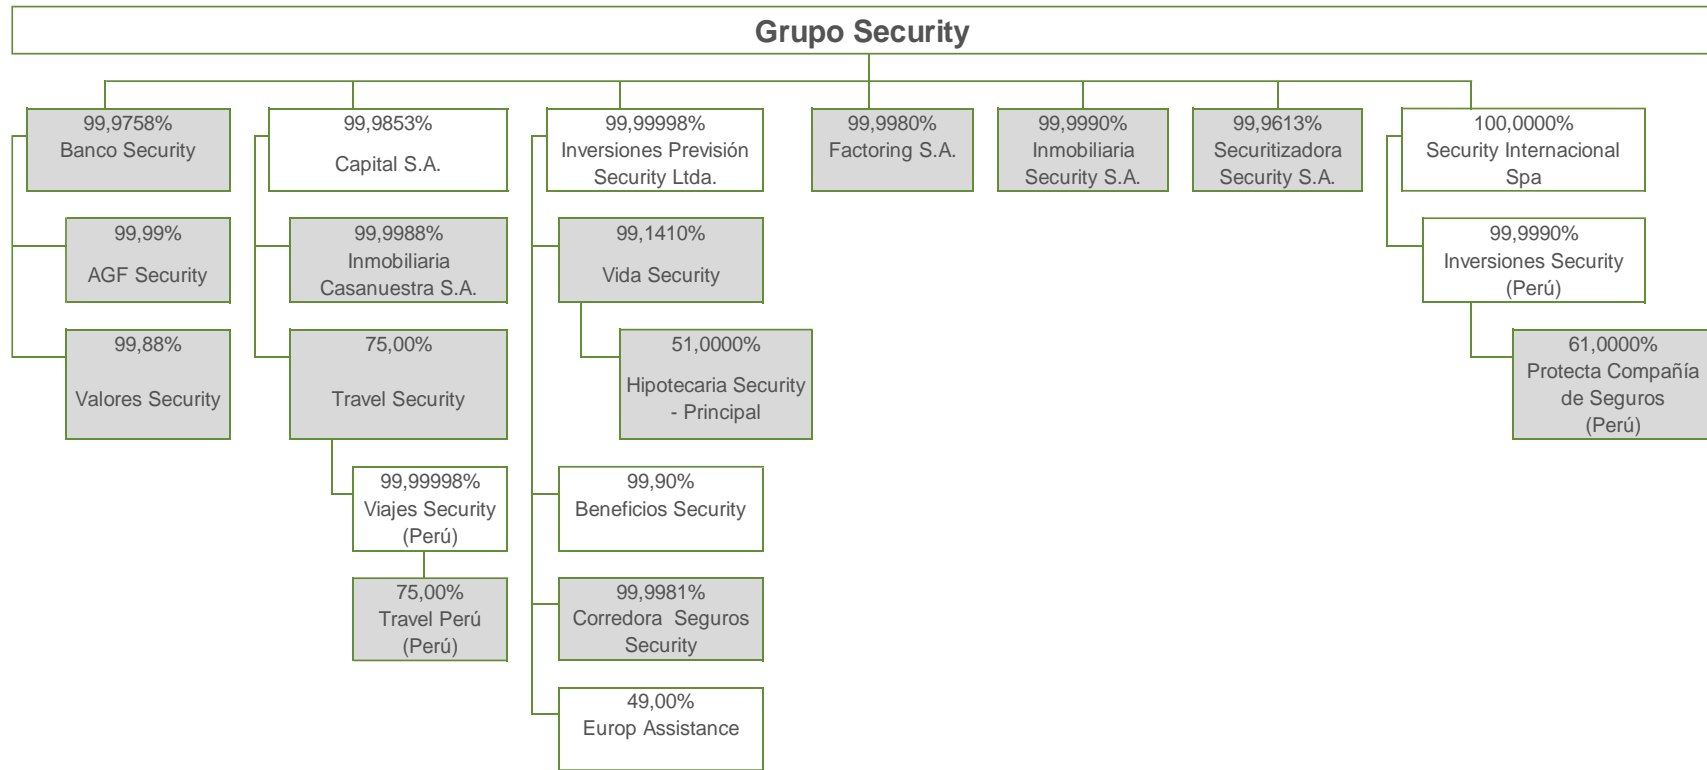 Grupo Security
99,9758%
Banco Security
99,9853%
Capital S.A.
99,99998%
Inversiones Previsión
Security Ltda.
99,9980%
Factoring S.A.
99,9990%
Inmobiliaria
Security S.A.
99,9613%
Securitizadora
Security S.A.
100,0000%
Security Internacional
Spa
99,99%
AGF Security
99,9988%
Inmobiliaria
Casanuestra S.A.
99,1410%
Vida Security
99,9990%
Inversiones Security
(Perú)
99,88%
Valores Security
75,00%
Travel Security
51,0000%
Hipotecaria Security
- Principal
61,0000%
Protecta Compañía
de Seguros
(Perú)
99,99998%
Viajes Security
(Perú)
99,90%
Beneficios Security
75,00%
Travel Perú
(Perú)
99,9981%
Corredora Seguros
Security
49,00%
Europ Assistance